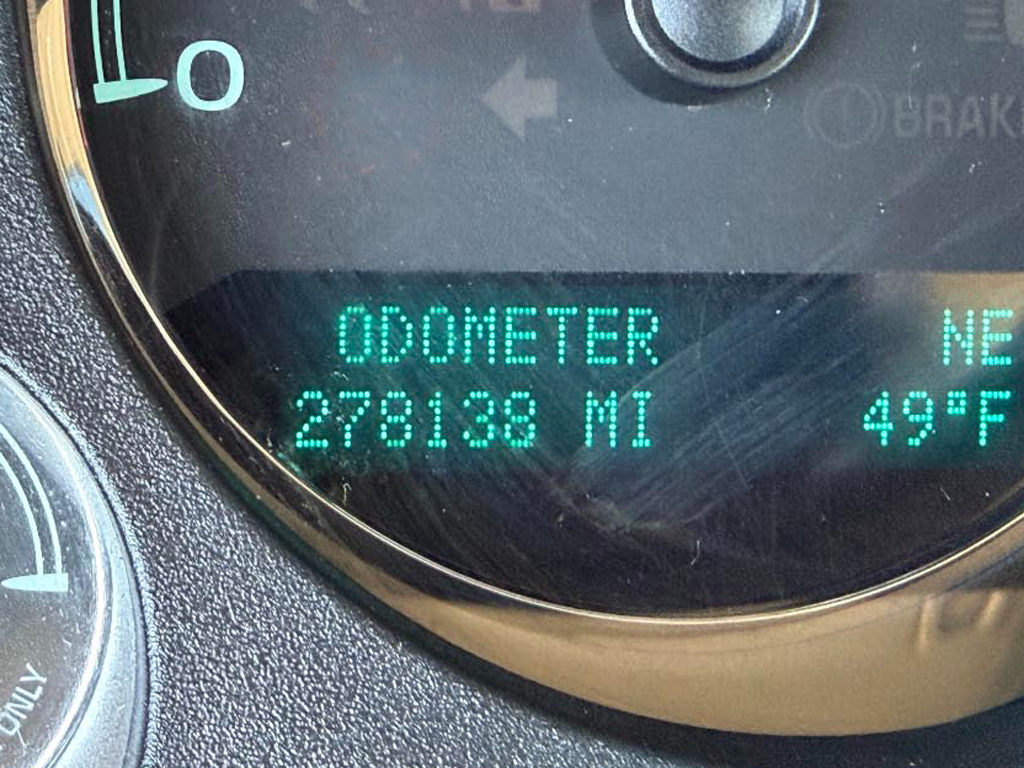 0
BRAK
ODOMETER NE
278138 MI 49°F
ONLY